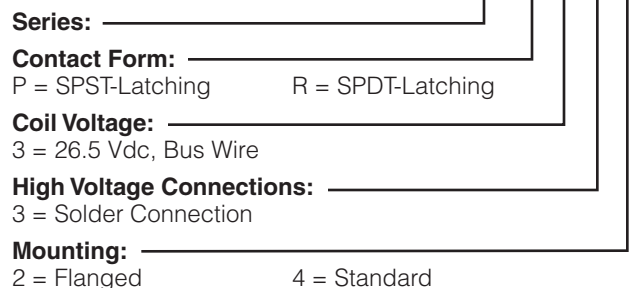 Series:
Contact Form:
P = SPST-Latching R = SPDT-Latching
Coil Voltage:
3 = 26.5 Vdc, Bus Wire
High Voltage Connections:
3 = Solder Connection
Mounting:
2 = Flanged 4 = Standard